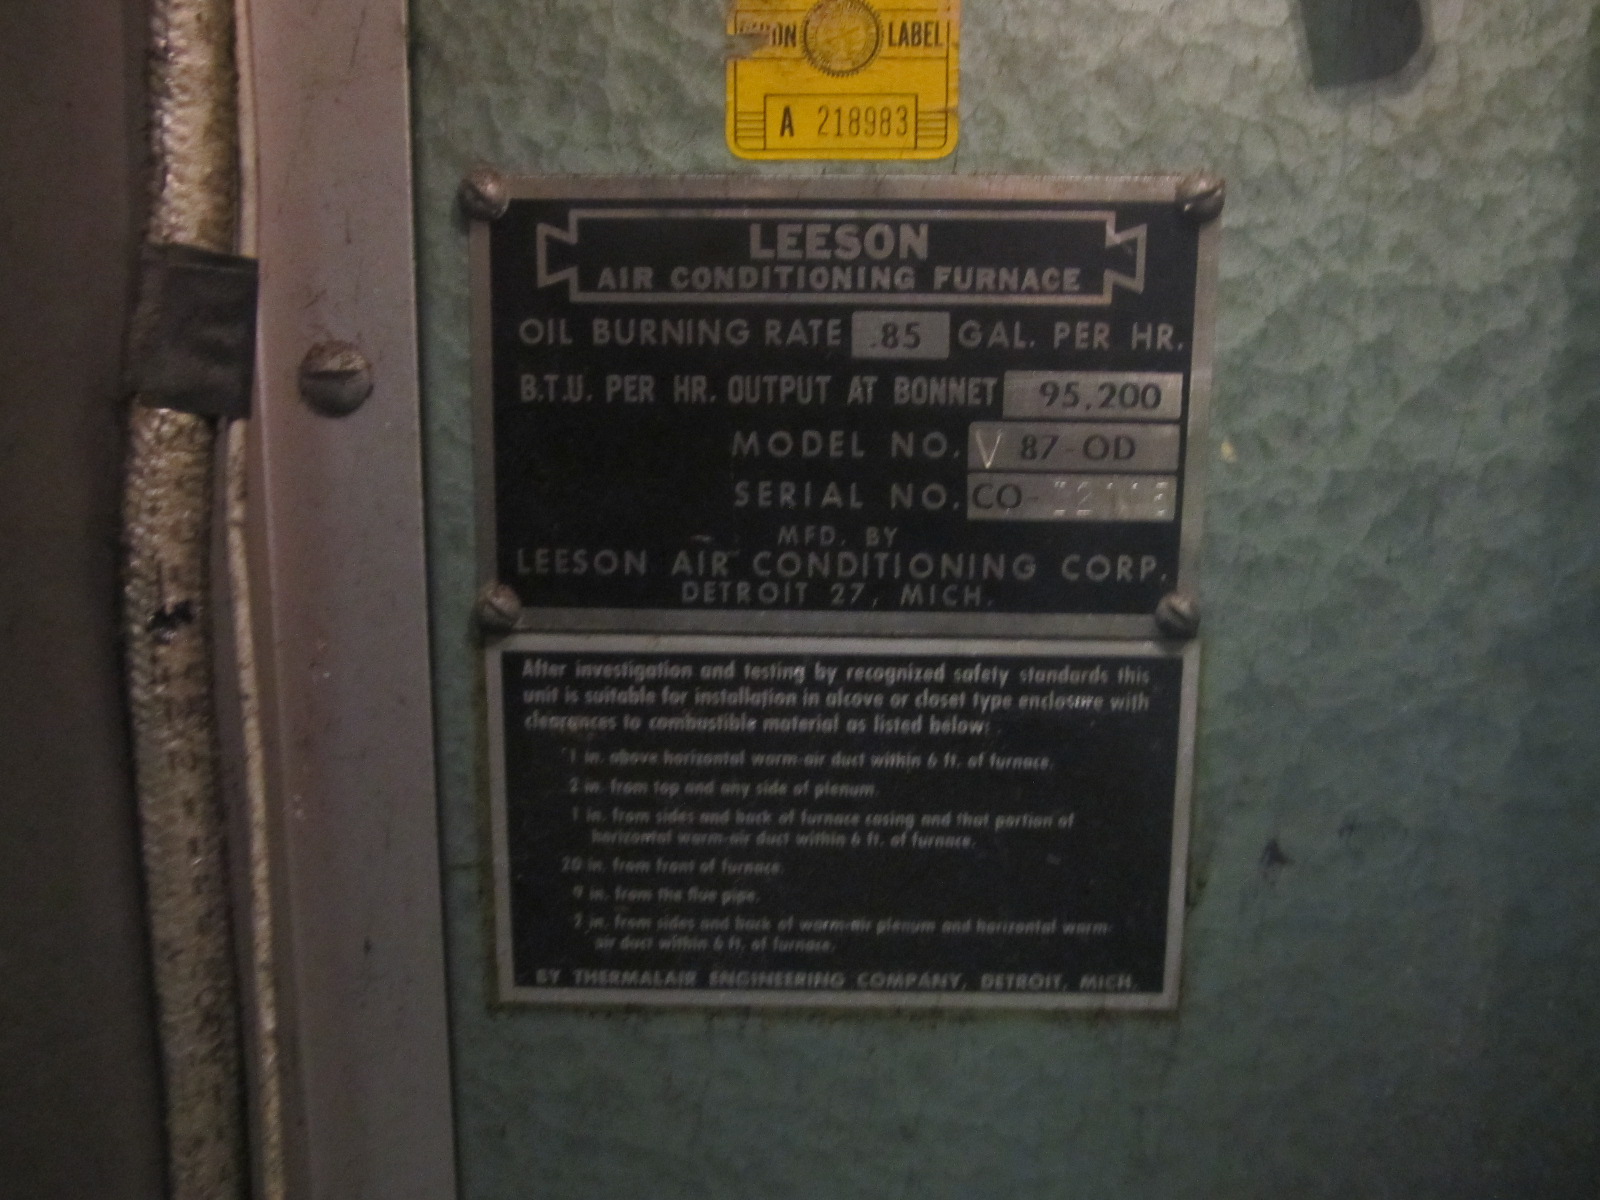 LABEL
A 218983
LEESON
AIR CONDITIONING FURNACE
OIL BURNING RATE .85 GAL. PER HR.
B.T.U. PER HR. OUTPUT AT BONNET 95,200
MODEL NO. V 87-OD
SERIAL NO. CO-
MFD. BY
LEESON AIR CONDITIONING CORP.
DETROIT 27, MICH.
After investigation and testing by recognized safety standards this
unit is suitable for installation in alcove or closet type enclosure with
clearances to combustible material as listed below:
1 in. above horizontal warm-air duct within 6 ft. of furnace.
2 in. from top and any side of plenum.
1 in. from sides and back of furnace casing and that portion of
horizontal warm-air duct within 6 ft. of furnace.
20 in. from front of furnace.
9 in. from the flue pipe.
in. from sides and back of warm-air plenum and horizontal warm-
air duct within 6 ft. of furnace.
BY THERMALAIR ENGINEERING COMPANY, DETROIT, MICH.